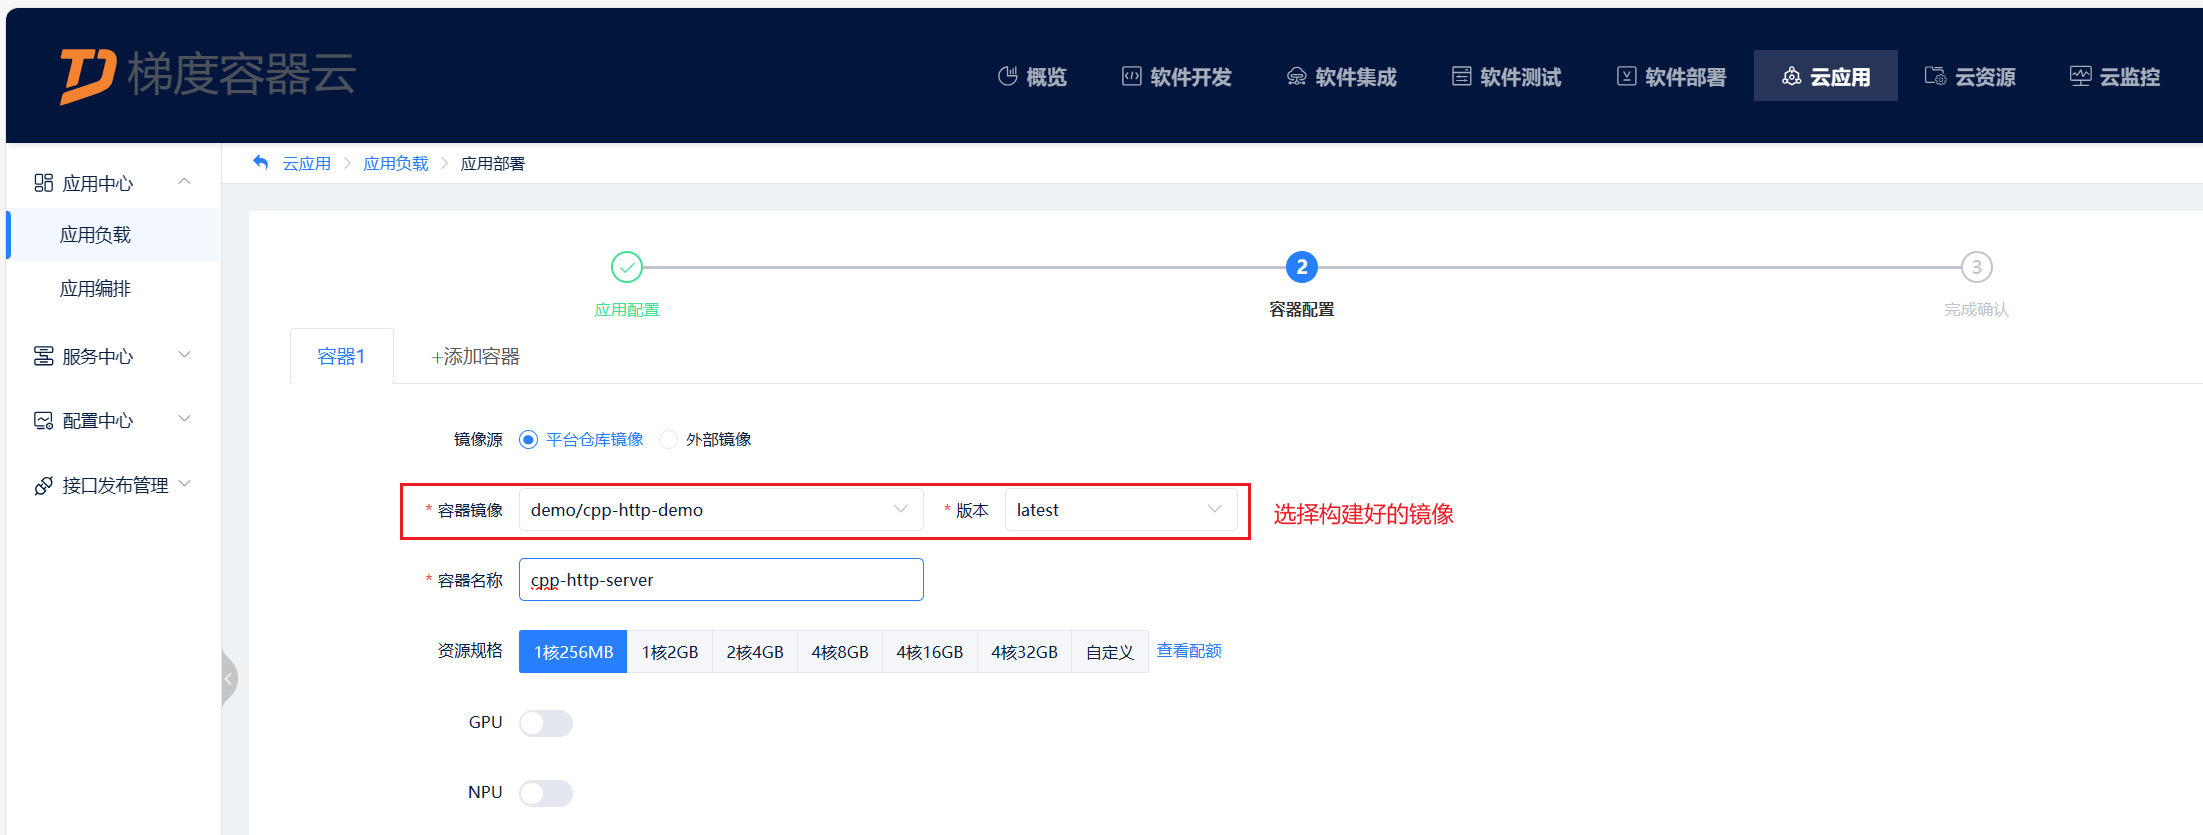 梯度容器云
概览 软件开发 软件集成 软件测试 软件部署 云应用 云资源 云监控
应用中心
应用负载
应用编排
服务中心
配置中心
接口发布管理
云应用 > 应用负载 > 应用部署
应用配置
2
容器配置
3
完成确认
容器1 +添加容器
镜像源 平台仓库镜像 外部镜像
* 容器镜像 demo/cpp-http-demo * 版本 latest 选择构建好的镜像
* 容器名称 cpp-http-server
资源规格 1核256MB 1核2GB 2核4GB 4核8GB 4核16GB 4核32GB 自定义 查看配额
GPU
NPU